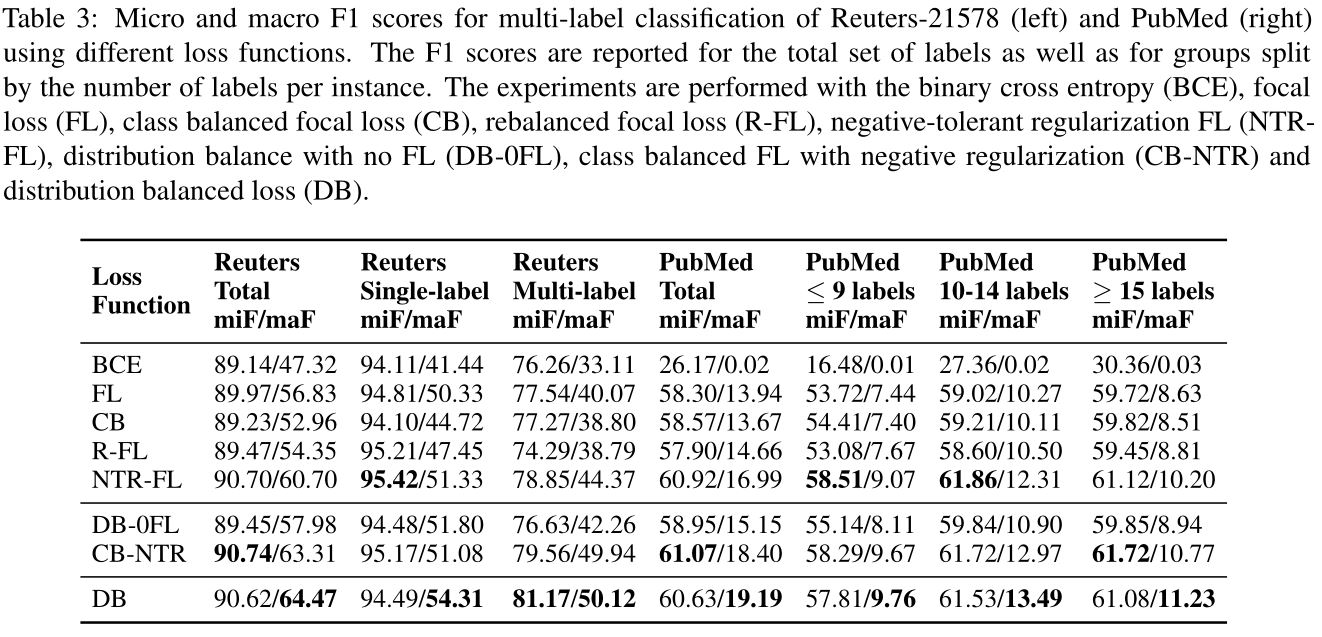 Table 3: Micro and macro F1 scores for multi-label classification of Reuters-21578 (left) and PubMed (right)
using different loss functions. The F1 scores are reported for the total set of labels as well as for groups split
by the number of labels per instance. The experiments are performed with the binary cross entropy (BCE), focal
loss (FL), class balanced focal loss (CB), rebalanced focal loss (R-FL), negative-tolerant regularization FL (NTR-
FL), distribution balance with no FL (DB-0FL), class balanced FL with negative regularization (CB-NTR) and
distribution balanced loss (DB).
Loss Function | Reuters Total miF/maF | Reuters Single-label miF/maF | Reuters Multi-label miF/maF | PubMed Total miF/maF | PubMed ≤ 9 labels miF/maF | PubMed 10-14 labels miF/maF | PubMed ≥ 15 labels miF/maF
BCE 89.14/47.32 94.11/41.44 76.26/33.11 26.17/0.02 16.48/0.01 27.36/0.02 30.36/0.03
FL 89.97/56.83 94.81/50.33 77.54/40.07 58.30/13.94 53.72/7.44 59.02/10.27 59.72/8.63
CB 89.23/52.96 94.10/44.72 77.27/38.80 58.57/13.67 54.41/7.40 59.21/10.11 59.82/8.51
R-FL 89.47/54.35 95.21/47.45 74.29/38.79 57.90/14.66 53.08/7.67 58.60/10.50 59.45/8.81
NTR-FL 90.70/60.70 95.42/51.33 78.85/44.37 60.92/16.99 58.51/9.07 61.86/12.31 61.12/10.20
DB-0FL 89.45/57.98 94.48/51.80 76.63/42.26 58.95/15.15 55.14/8.11 59.84/10.90 59.85/8.94
CB-NTR 90.74/63.31 95.17/51.08 79.56/49.94 61.07/18.40 58.29/9.67 61.72/12.97 61.72/10.77
DB 90.62/64.47 94.49/54.31 81.17/50.12 60.63/19.19 57.81/9.76 61.53/13.49 61.08/11.23